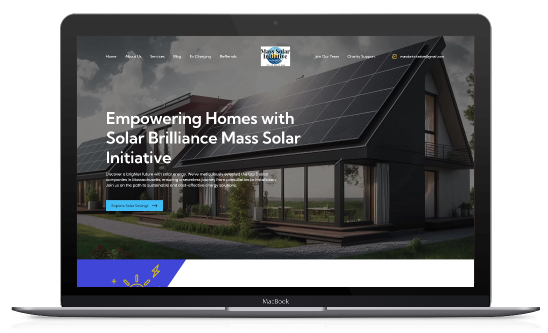 Home About Us Services Blog Ev Charging Referrals
Mass Solar
Initiative
Join Our Team Charity Support
Empowering Homes with
Solar Brilliance Mass Solar
Initiative
Discover a brighter future with solar energy. We've meticulously selected the top 3 solar
companies in Massachusetts, ensuring a seamless journey from consultation to installation.
Join us on the path to sustainable and cost-effective energy solutions.
Explore Solar Savings
MacBook